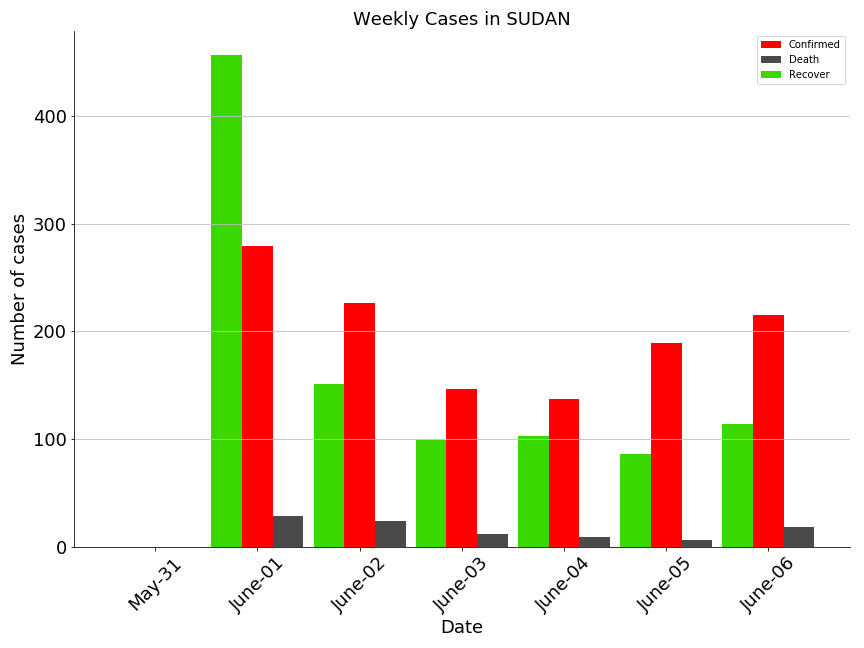 Weekly Cases in SUDAN
Confirmed
Death
Recover
Number of cases
400
300
200
100
0
May-31
June-01
June-02
June-03
June-04
June-05
June-06
Date